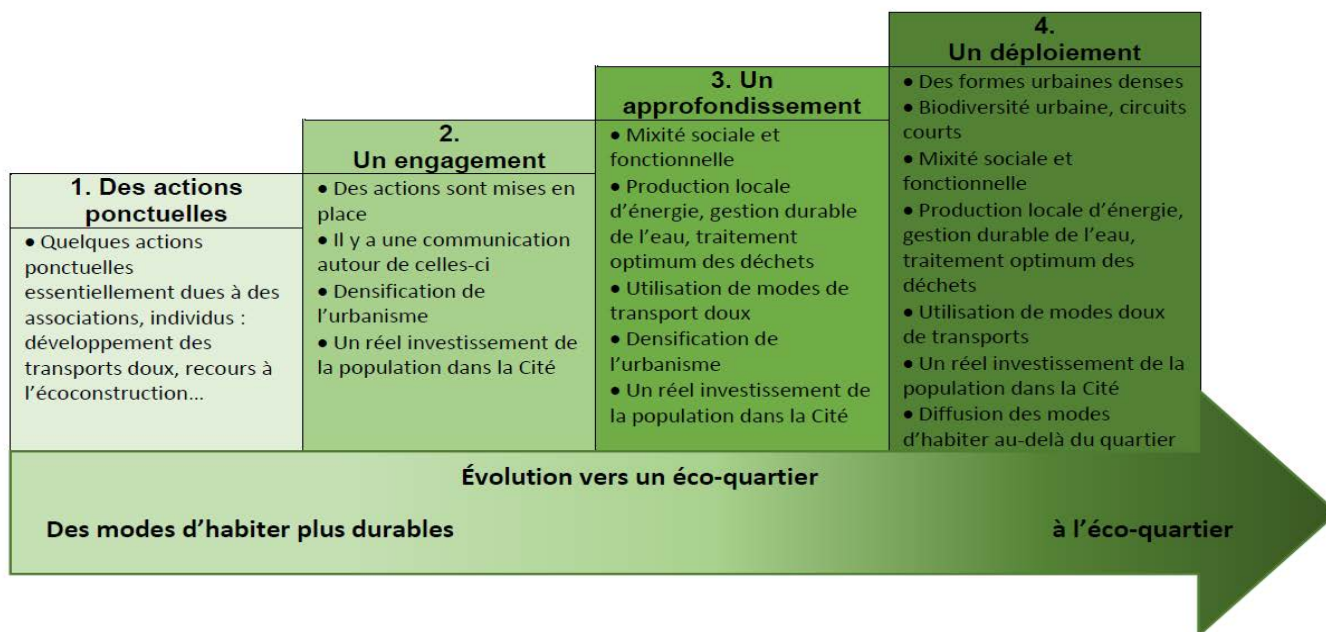 1. Des actions
ponctuelles
• Quelques actions
ponctuelles
essentiellement dues à des
associations, individus :
développement des
transports doux, recours à
l'écoconstruction…
2.
Un engagement
• Des actions sont mises en
place
• Il y a une communication
autour de celles-ci
• Densification de
l'urbanisme
• Un réel investissement de
la population dans la Cité
3. Un
approfondissement
• Mixité sociale et
fonctionnelle
• Production locale
d'énergie, gestion durable
de l'eau, traitement
optimum des déchets
• Utilisation de modes de
transport doux
• Densification de
l'urbanisme
• Un réel investissement de
la population dans la Cité
4.
Un déploiement
• Des formes urbaines denses
• Biodiversité urbaine, circuits
courts
• Mixité sociale et
fonctionnelle
• Production locale d'énergie,
gestion durable de l'eau,
traitement optimum des
déchets
• Utilisation de modes doux
de transports
• Un réel investissement de la
population dans la Cité
• Diffusion des modes
d'habiter au-delà du quartier
Évolution vers un éco-quartier
Des modes d'habiter plus durables
à l'éco-quartier